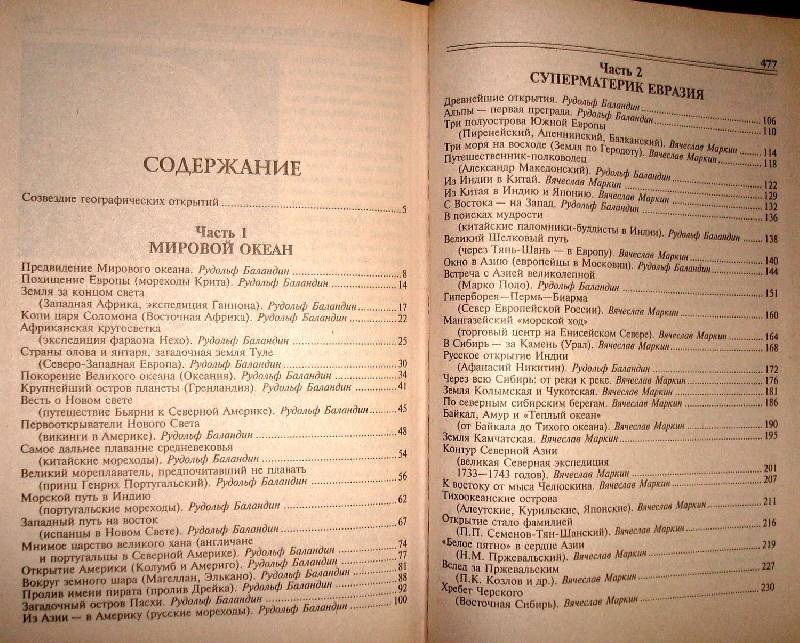 СОДЕРЖАНИЕ
Созвездие географических открытий ..... 5
Часть 1
МИРОВОЙ ОКЕАН
Предвидение Мирового океана. Рудольф Баландин ..... 8
Похищение Европы (мореходы Крита). Рудольф Баландин ..... 14
Земля за концом света
(Западная Африка, экспедиция Ганнона). Рудольф Баландин ..... 17
Копи царя Соломона (Восточная Африка). Рудольф Баландин ..... 22
Африканская кругосветка
(экспедиция фараона Нехо). Рудольф Баландин ..... 25
Страны олова и янтаря, загадочная земля Туле
(Северо-Западная Европа). Рудольф Баландин ..... 30
Покорение Великого океана (Океания). Рудольф Баландин ..... 34
Крупнейший остров планеты (Гренландия). Рудольф Баландин ..... 41
Весть о Новом свете
(путешествие Бьярни к Северной Америке). Рудольф Баландин ..... 45
Первооткрыватели Нового Света
(викинги в Америке). Рудольф Баландин ..... 48
Самое дальнее плавание средневековья
(китайские мореходы). Рудольф Баландин ..... 54
Великий мореплаватель, предпочитавший не плавать
(принц Генрих Португальский). Рудольф Баландин ..... 56
Морской путь в Индию
(португальские мореходы). Рудольф Баландин ..... 62
Западный путь на восток
(испанцы в Новом Свете). Рудольф Баландин ..... 67
Мнимое царство великого хана (англичане
и португальцы в Северной Америке). Рудольф Баландин ..... 74
Открытие Америки (Колумб и Америго). Рудольф Баландин ..... 77
Вокруг земного шара (Магеллан, Элькано). Рудольф Баландин ..... 81
Пролив имени пирата (пролив Дрейка). Рудольф Баландин ..... 88
Загадочный остров Пасхи. Рудольф Баландин ..... 92
Из Азии — в Америку (русские мореходы). Рудольф Баландин ..... 100
477
Часть 2
СУПЕРМАТЕРИК ЕВРАЗИЯ
Древнейшие открытия. Рудольф Баландин ..... 106
Альпы — первая преграда. Рудольф Баландин ..... 110
Три полуострова Южной Европы
(Пиренейский, Апеннинский, Балканский). Вячеслав Маркин ..... 114
Три моря на восходе (Земля по Геродоту). Вячеслав Маркин ..... 118
Путешественник-полководец
(Александр Македонский). Рудольф Баландин ..... 122
Из Индии в Китай. Вячеслав Маркин ..... 129
Из Китая в Индию и Японию. Вячеслав Маркин ..... 132
С Востока — на Запад. Рудольф Баландин ..... 136
В поисках мудрости
(китайские паломники-буддисты в Индии). Рудольф Баландин ..... 138
Великий Шелковый путь
(через Тянь-Шань — в Европу). Вячеслав Маркин ..... 140
Окно в Азию (европейцы в Московии). Рудольф Баландин ..... 144
Встреча с Азией великолепной
(Марко Поло). Рудольф Баландин ..... 151
Гиперборея—Пермь—Биарма
(Север Европейской России). Вячеслав Маркин ..... 160
Мангазейский «морской ход»
(торговый центр на Енисейском Севере). Вячеслав Маркин ..... 164
В Сибирь — за Камень (Урал). Вячеслав Маркин ..... 168
Русское открытие Индии
(Афанасий Никитин). Рудольф Баландин ..... 172
Через всю Сибирь: от реки к реке. Вячеслав Маркин ..... 176
Земля Колымская и Чукотская. Вячеслав Маркин ..... 181
По северным сибирским берегам. Вячеслав Маркин ..... 186
Байкал, Амур и «Теплый океан»
(от Байкала до Тихого океана). Вячеслав Маркин ..... 190
Земля Камчатская. Вячеслав Маркин ..... 195
Контур Северной Азии
(великая Северная экспедиция
1733—1743 годов). Вячеслав Маркин ..... 201
К востоку от мыса Челюскина. Вячеслав Маркин ..... 207
Тихоокеанские острова
(Алеутские, Курильские, Японские). Вячеслав Маркин ..... 211
Открытие стало фамилией
(П.П. Семенов-Тян-Шанский). Вячеслав Маркин ..... 216
«Белое пятно» в сердце Азии
(Н.М. Пржевальский). Вячеслав Маркин ..... 219
Вслед за Пржевальским
(П.К. Козлов и др.). Вячеслав Маркин ..... 227
Хребет Черского
(Восточная Сибирь). Вячеслав Маркин ..... 230